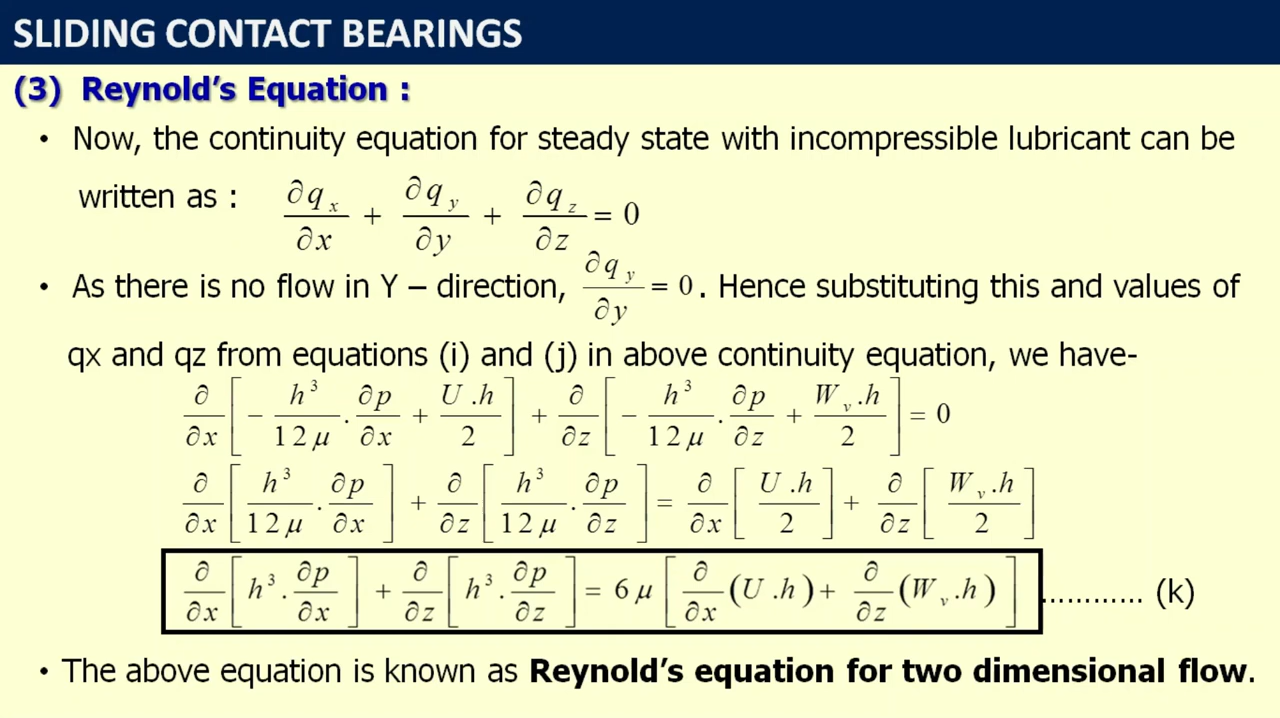 SLIDING CONTACT BEARINGS
(3) Reynold’s Equation :
• Now, the continuity equation for steady state with incompressible lubricant can be
written as : ∂q_x/∂x + ∂q_y/∂y + ∂q_z/∂z = 0
• As there is no flow in Y – direction, ∂q_y/∂y = 0 . Hence substituting this and values of
qx and qz from equations (i) and (j) in above continuity equation, we have-
∂/∂x [ − h³/12μ . ∂p/∂x + U.h/2 ] + ∂/∂z [ − h³/12μ . ∂p/∂z + W_v.h/2 ] = 0
∂/∂x [ h³/12μ . ∂p/∂x ] + ∂/∂z [ h³/12μ . ∂p/∂z ] = ∂/∂x [ U.h/2 ] + ∂/∂z [ W_v.h/2 ]
∂/∂x [ h³ . ∂p/∂x ] + ∂/∂z [ h³ . ∂p/∂z ] = 6μ [ ∂/∂x (U.h) + ∂/∂z (W_v.h) ] ............ (k)
• The above equation is known as Reynold’s equation for two dimensional flow.